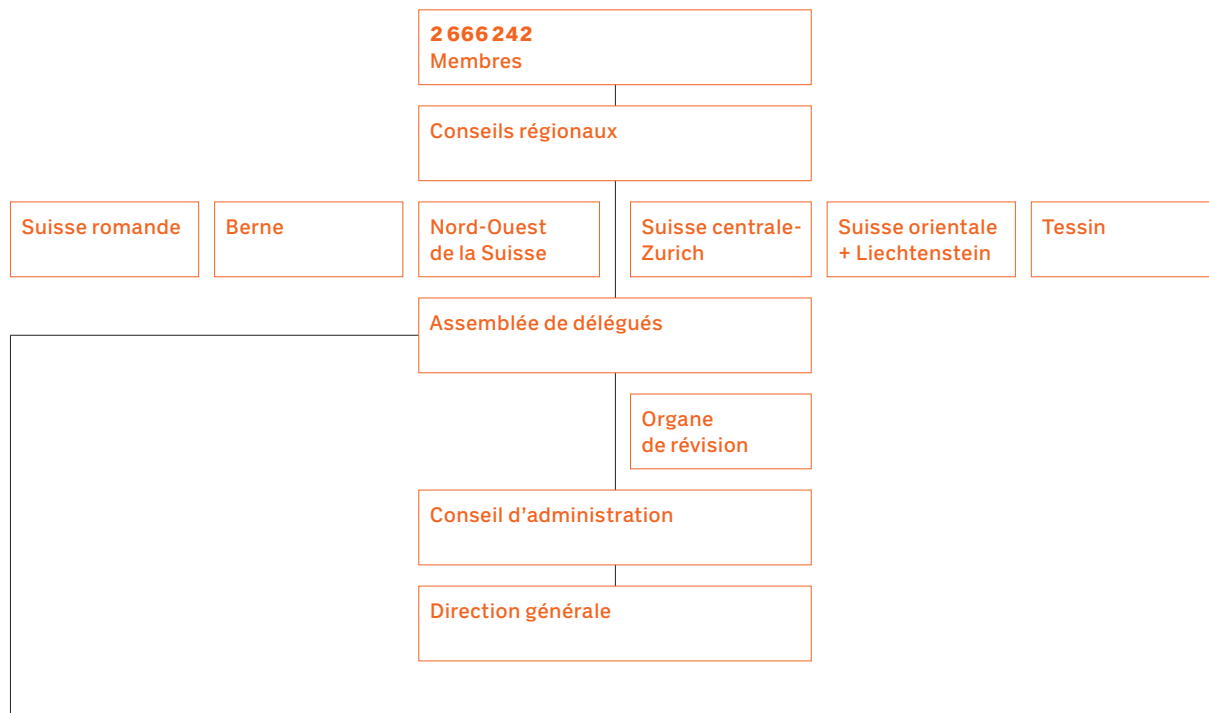 2 666 242
Membres
Conseils régionaux
Suisse romande
Berne
Nord-Ouest
de la Suisse
Suisse centrale-
Zurich
Suisse orientale
+ Liechtenstein
Tessin
Assemblée de délégués
Organe
de révision
Conseil d’administration
Direction générale